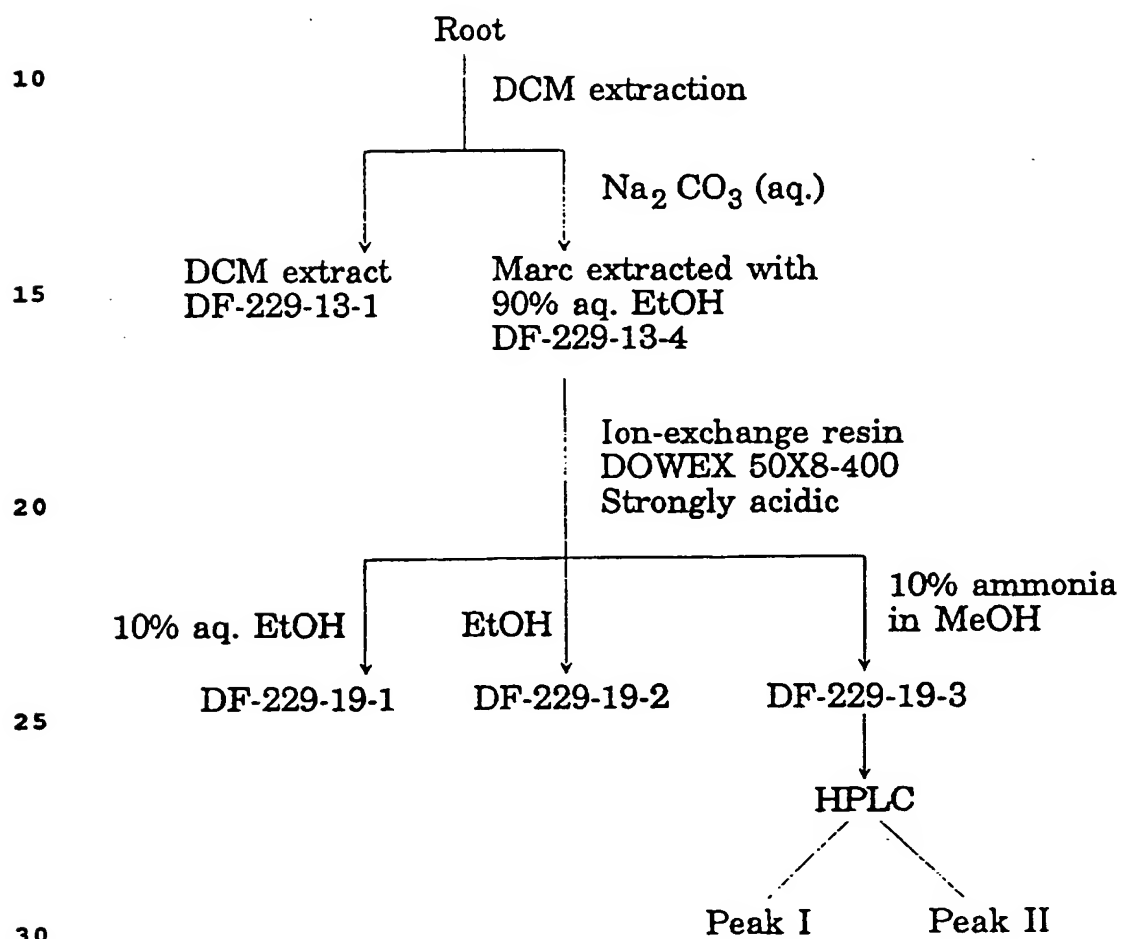 Root
10
DCM extraction
Na2 CO3 (aq.)
DCM extract
DF-229-13-1
Marc extracted with
90% aq. EtOH
DF-229-13-4
15
Ion-exchange resin
DOWEX 50X8-400
Strongly acidic
20
10% aq. EtOH
EtOH
10% ammonia
in MeOH
DF-229-19-1
DF-229-19-2
DF-229-19-3
25
HPLC
Peak I
Peak II
30